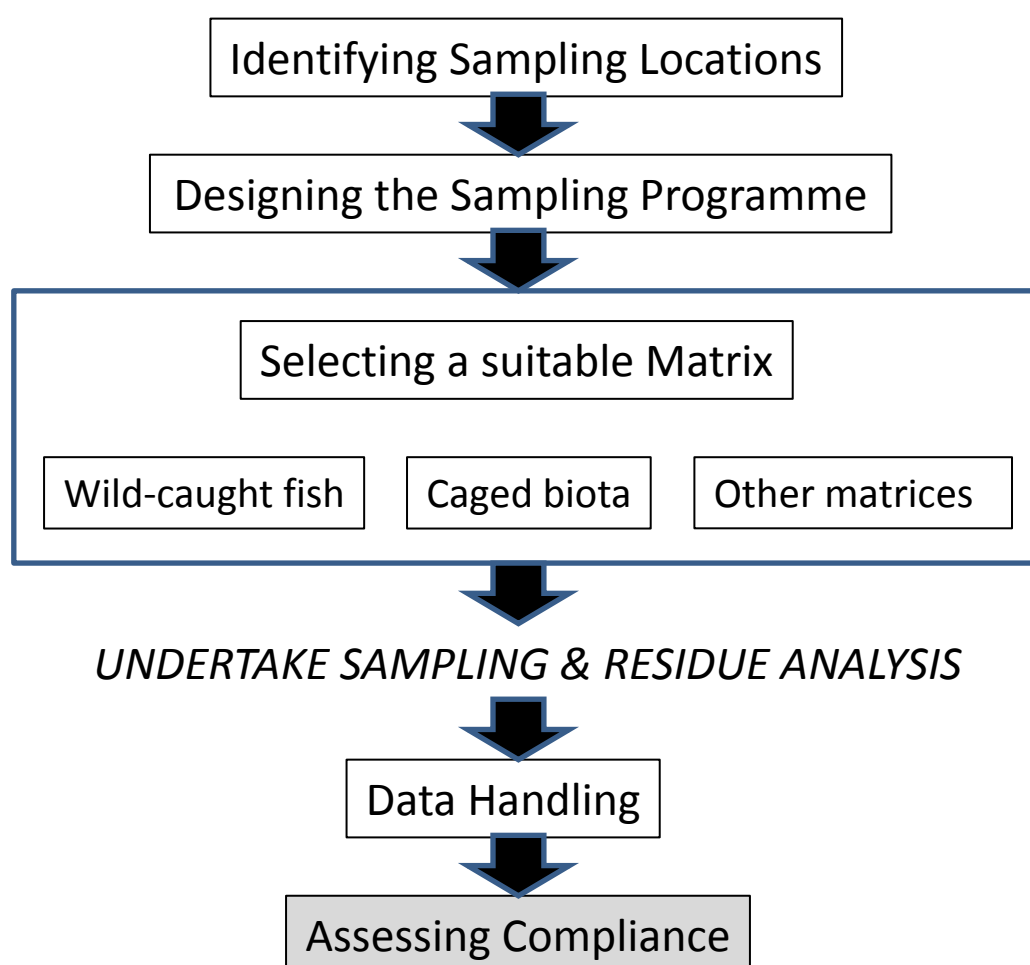 Identifying Sampling Locations
Designing the Sampling Programme
Selecting a suitable Matrix
Wild-caught fish
Caged biota
Other matrices
UNDERTAKE SAMPLING & RESIDUE ANALYSIS
Data Handling
Assessing Compliance